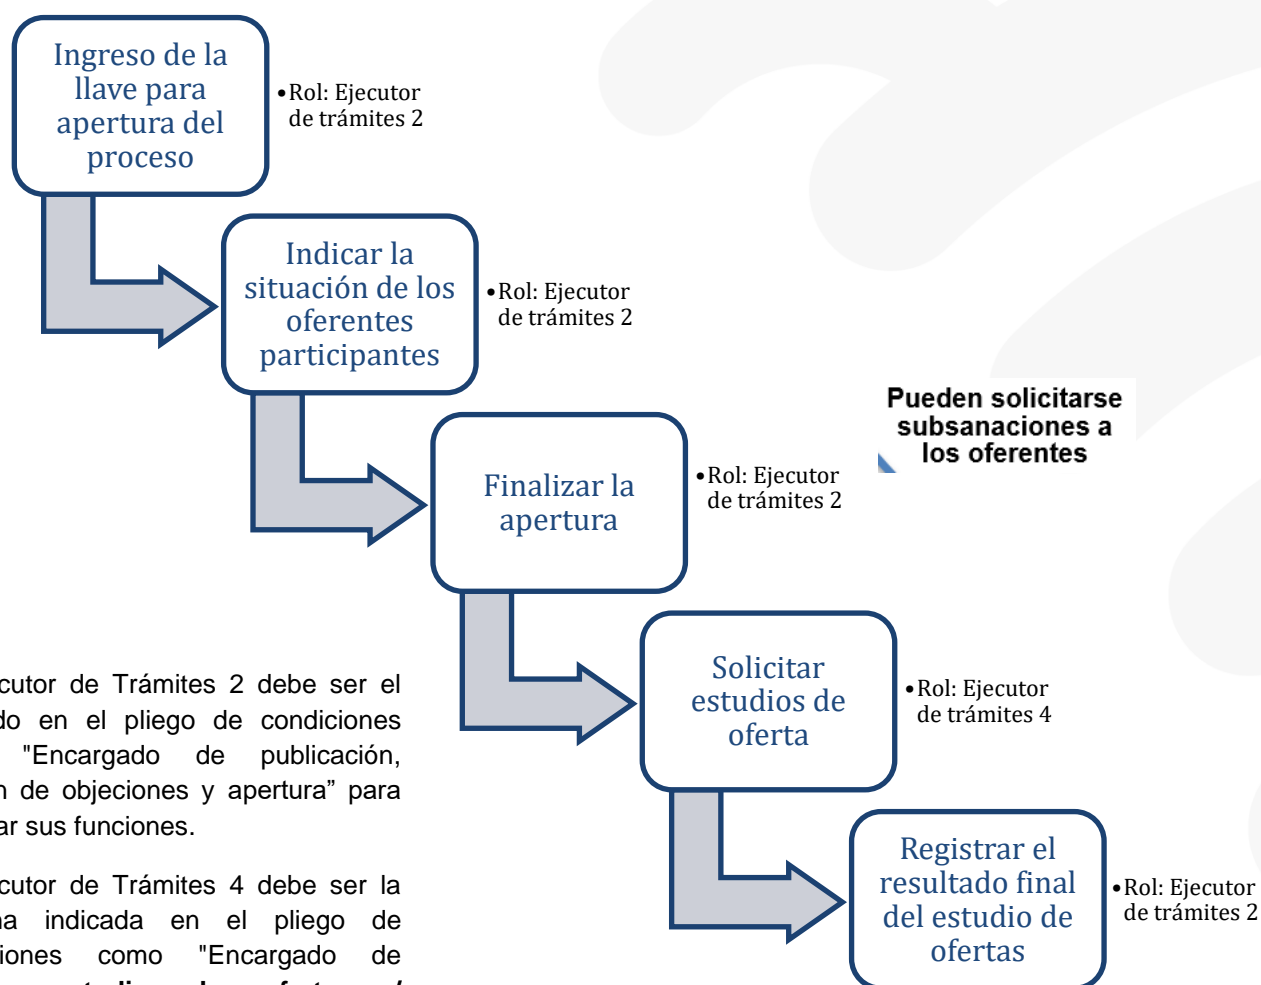 Ingreso de la
llave para
apertura del
proceso
•Rol: Ejecutor
de trámites 2
Indicar la
situación de los
oferentes
participantes
•Rol: Ejecutor
de trámites 2
Pueden solicitarse
subsanaciones a
los oferentes
Finalizar la
apertura
•Rol: Ejecutor
de trámites 2
Solicitar
estudios de
oferta
•Rol: Ejecutor
de trámites 4
Registrar el
resultado final
del estudio de
ofertas
•Rol: Ejecutor
de trámites 2
cutor de Trámites 2 debe ser el
do en el pliego de condiciones
"Encargado de publicación,
n de objeciones y apertura” para
ar sus funciones.
cutor de Trámites 4 debe ser la
na indicada en el pliego de
iones como "Encargado de